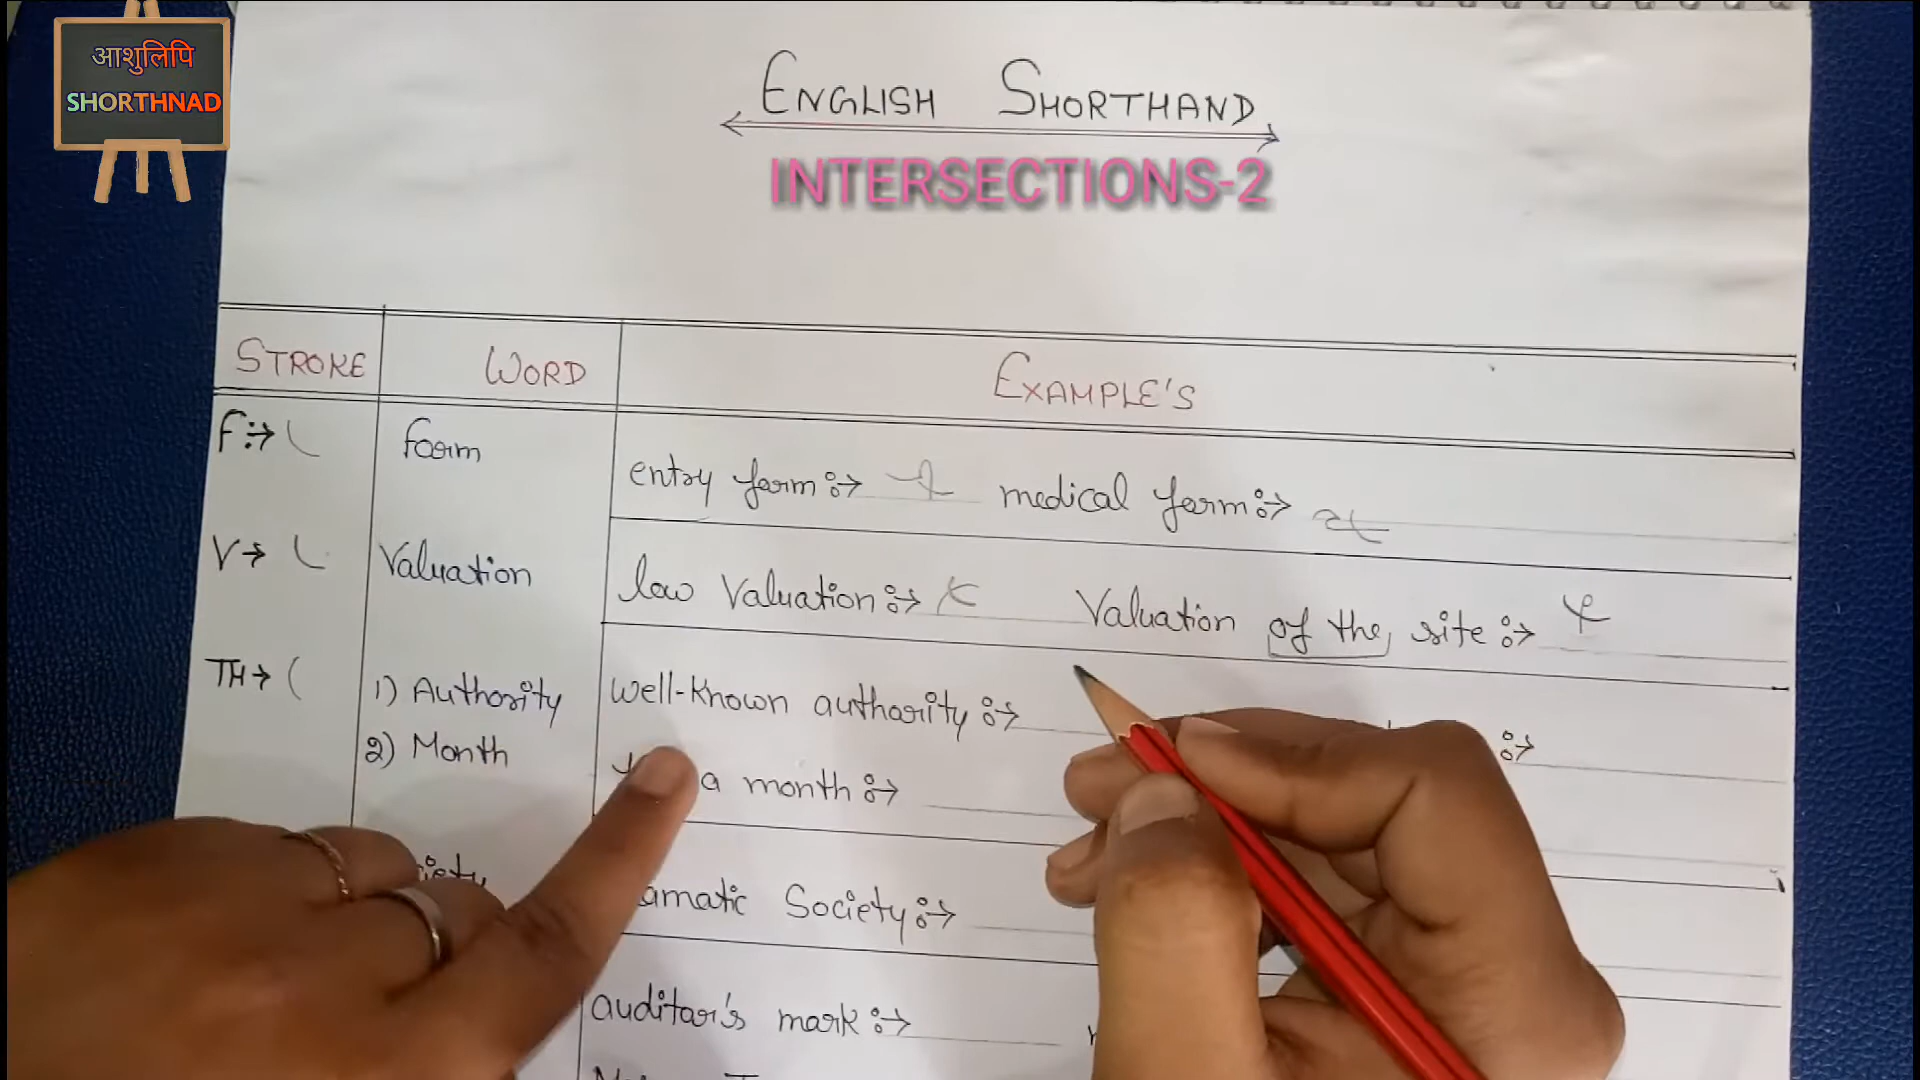 आशुलिपि
SHORTHNAD
ENGLISH SHORTHAND
INTERSECTIONS-2
STROKE WORD EXAMPLE'S
F:→ Form entry form:→ medical form:→
V→ Valuation low Valuation:→ Valuation of the site:→
TH→ 1) Authority well-known authority:→ :→
2) Month a month:→
Society:→
auditor's mark:→